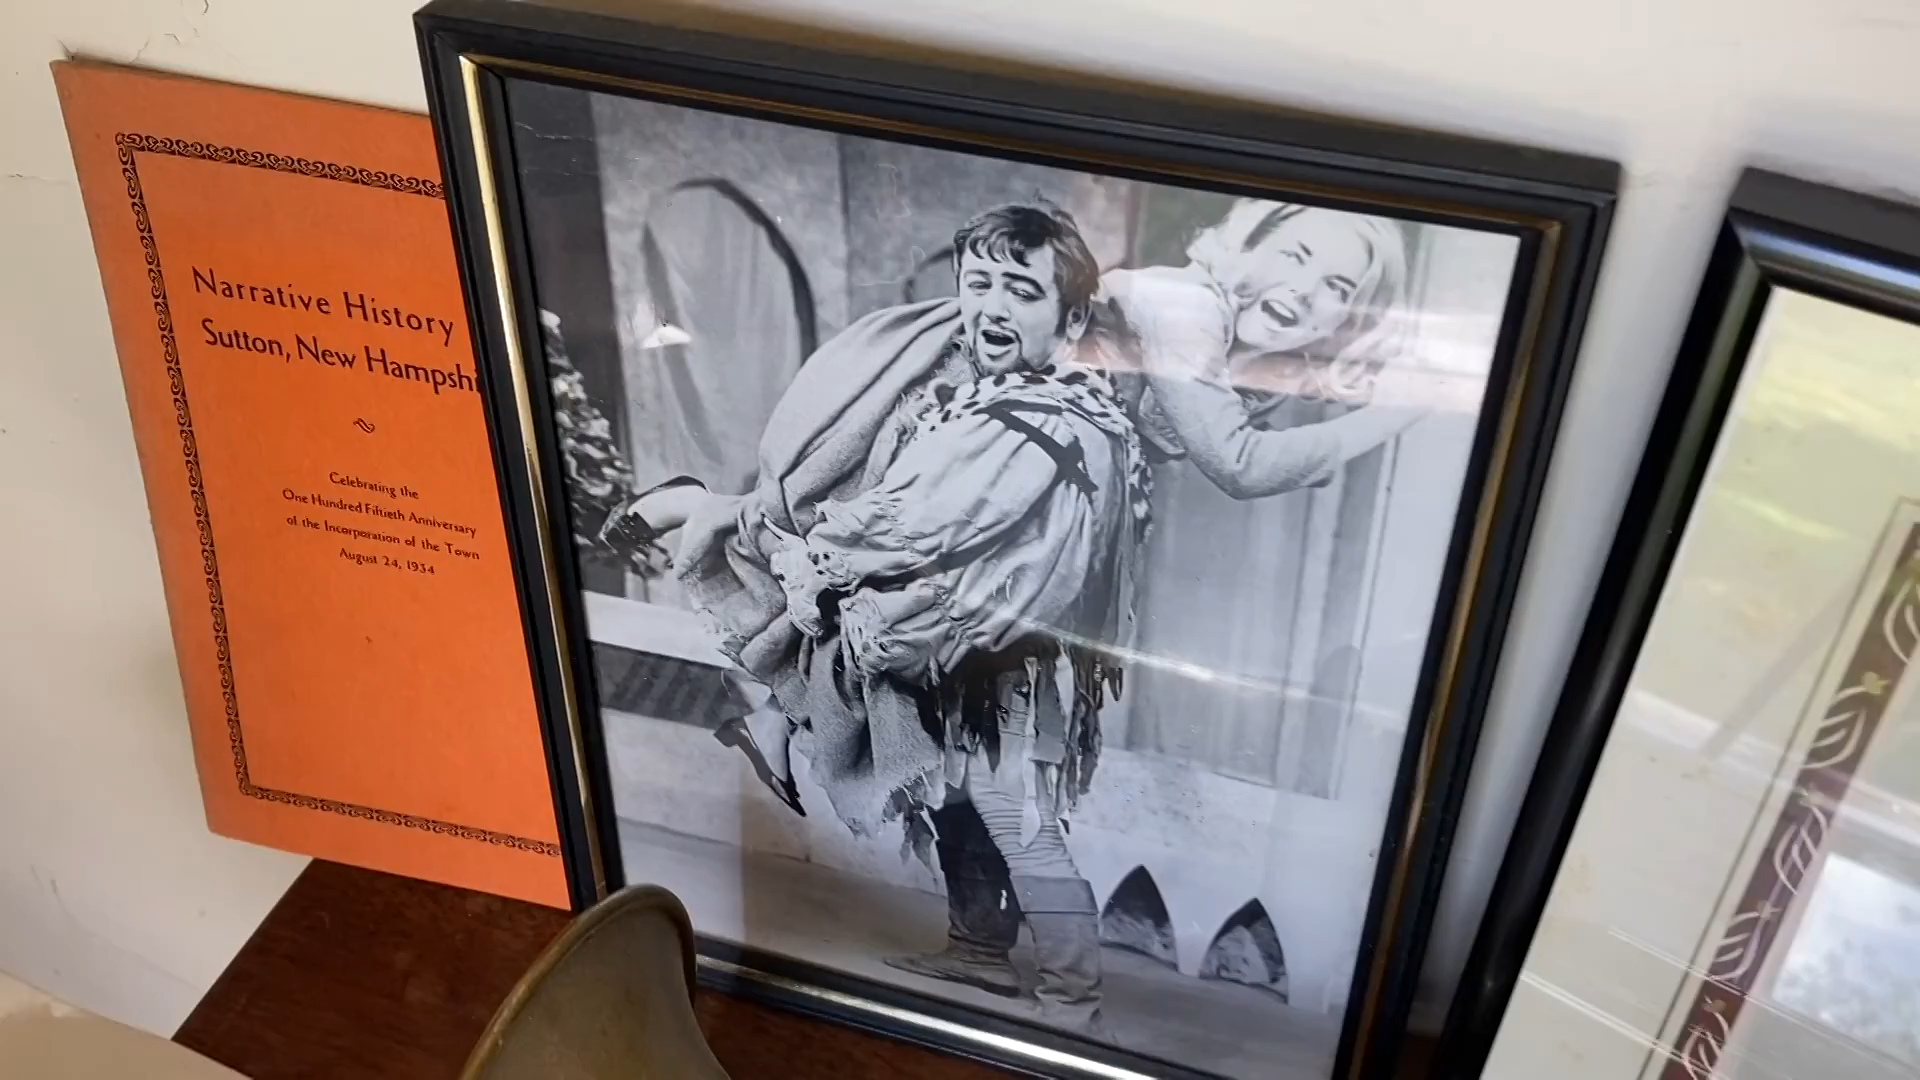 Narrative History
Sutton, New Hampshi
Celebrating the
One Hundred Fiftieth Anniversary
of the Incorporation of the Town
August 24, 1934